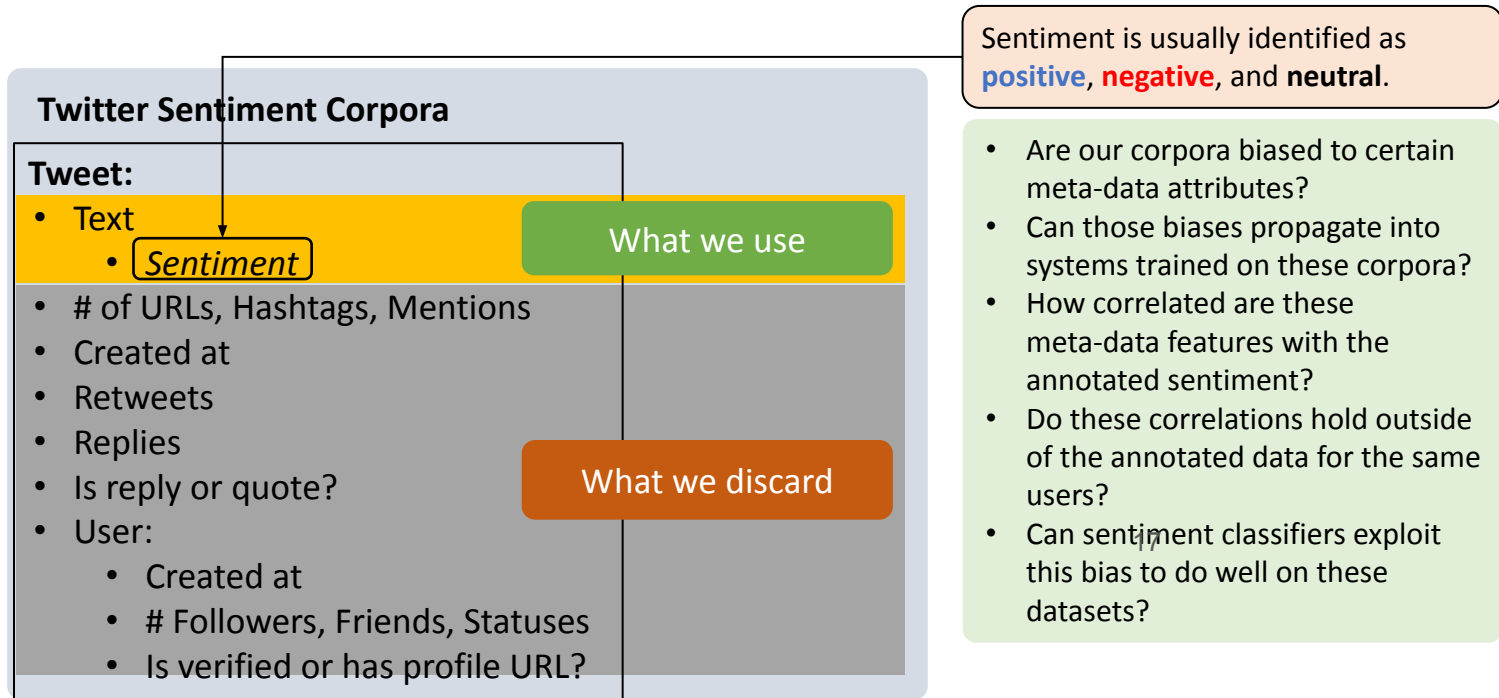 Sentiment is usually identified as
positive, negative, and neutral.
Twitter Sentiment Corpora
Tweet:
• Text
• Sentiment
What we use
• # of URLs, Hashtags, Mentions
• Created at
• Retweets
• Replies
• Is reply or quote?
What we discard
• User:
• Created at
• # Followers, Friends, Statuses
• Is verified or has profile URL?
• Are our corpora biased to certain
meta-data attributes?
• Can those biases propagate into
systems trained on these corpora?
• How correlated are these
meta-data features with the
annotated sentiment?
• Do these correlations hold outside
of the annotated data for the same
users?
• Can sentiment classifiers exploit
this bias to do well on these
datasets?
17